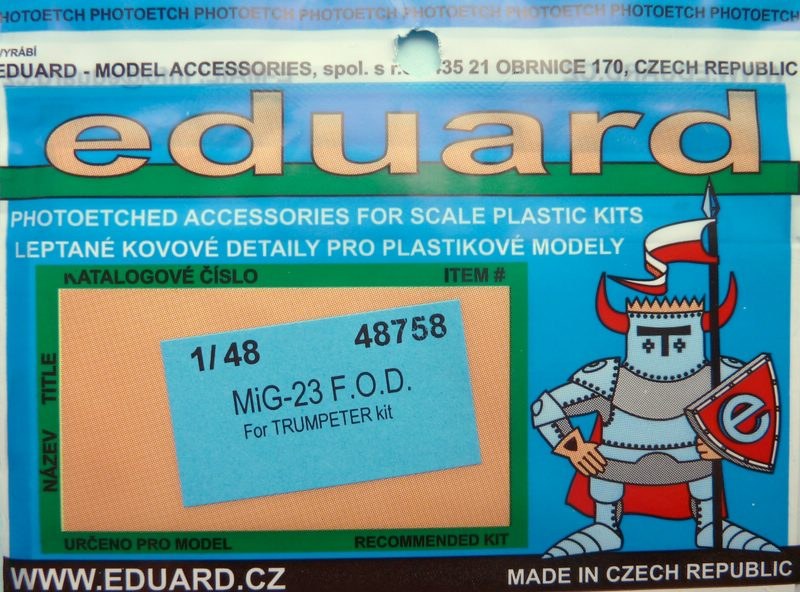 HOTOETCH PHOTOETCH PHOTOETCH PHOTOETCH PHOTOETCH PHOTOETCH PHOTOETCH PHOTOETCH
VYRÁBÍ
EDUARD - MODEL ACCESSORIES, spol. s r. 435 21 OBRNICE 170, CZECH REPUBLIC
eduard
PHOTOETCHED ACCESSORIES FOR SCALE PLASTIC KITS
LEPTANÉ KOVOVÉ DETAILY PRO PLASTIKOVÉ MODELY
KATALOGOVÉ ČÍSLO ITEM #
1/48 48758
MiG-23 F.O.D.
For TRUMPETER kit
NÁZEV TITLE
e
URČENO PRO MODEL RECOMMENDED KIT
WWW.EDUARD.CZ MADE IN CZECH REPUBLIC